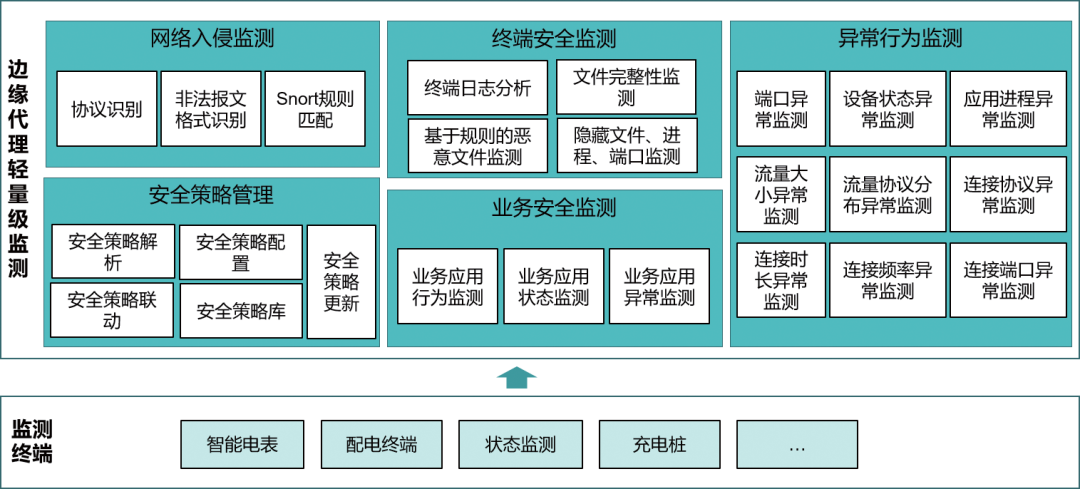 边缘代理轻量级监测
网络入侵监测
协议识别
非法报文
格式识别
Snort规则
匹配
安全策略管理
安全策略解
析
安全策略配
置
安全策略联
动
安全策略库
安全
策略
更新
终端安全监测
终端日志分析
文件完整性监
测
基于规则的恶
意文件监测
隐藏文件、进
程、端口监测
业务安全监测
业务应用
行为监测
业务应用
状态监测
业务应用
异常监测
异常行为监测
端口异
常监测
设备状态异
常监测
应用进程异
常监测
流量大
小异常
监测
流量协议分
布异常监测
连接协议异
常监测
连接时
长异常
监测
连接频率异
常监测
连接端口异
常监测
监测
终端
智能电表
配电终端
状态监测
充电桩
…